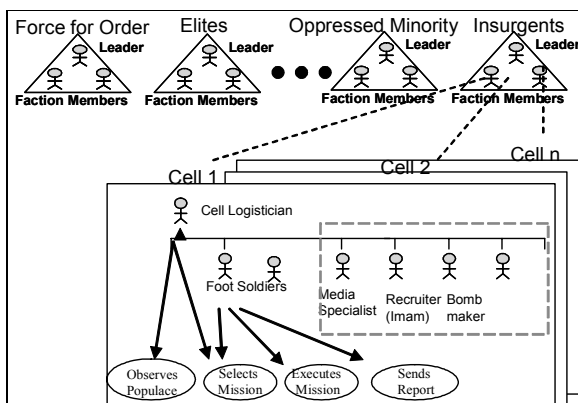 Force for Order
Elites
Oppressed Minority
Insurgents
Leader
Leader
Leader
Leader
Faction Members
Faction Members
Faction Members
Faction Members
Cell n
Cell 2
Cell 1
Cell Logistician
Foot Soldiers
Media
Specialist
Recruiter
(Imam)
Bomb
maker
Observes
Populace
Selects
Mission
Executes
Mission
Sends
Report